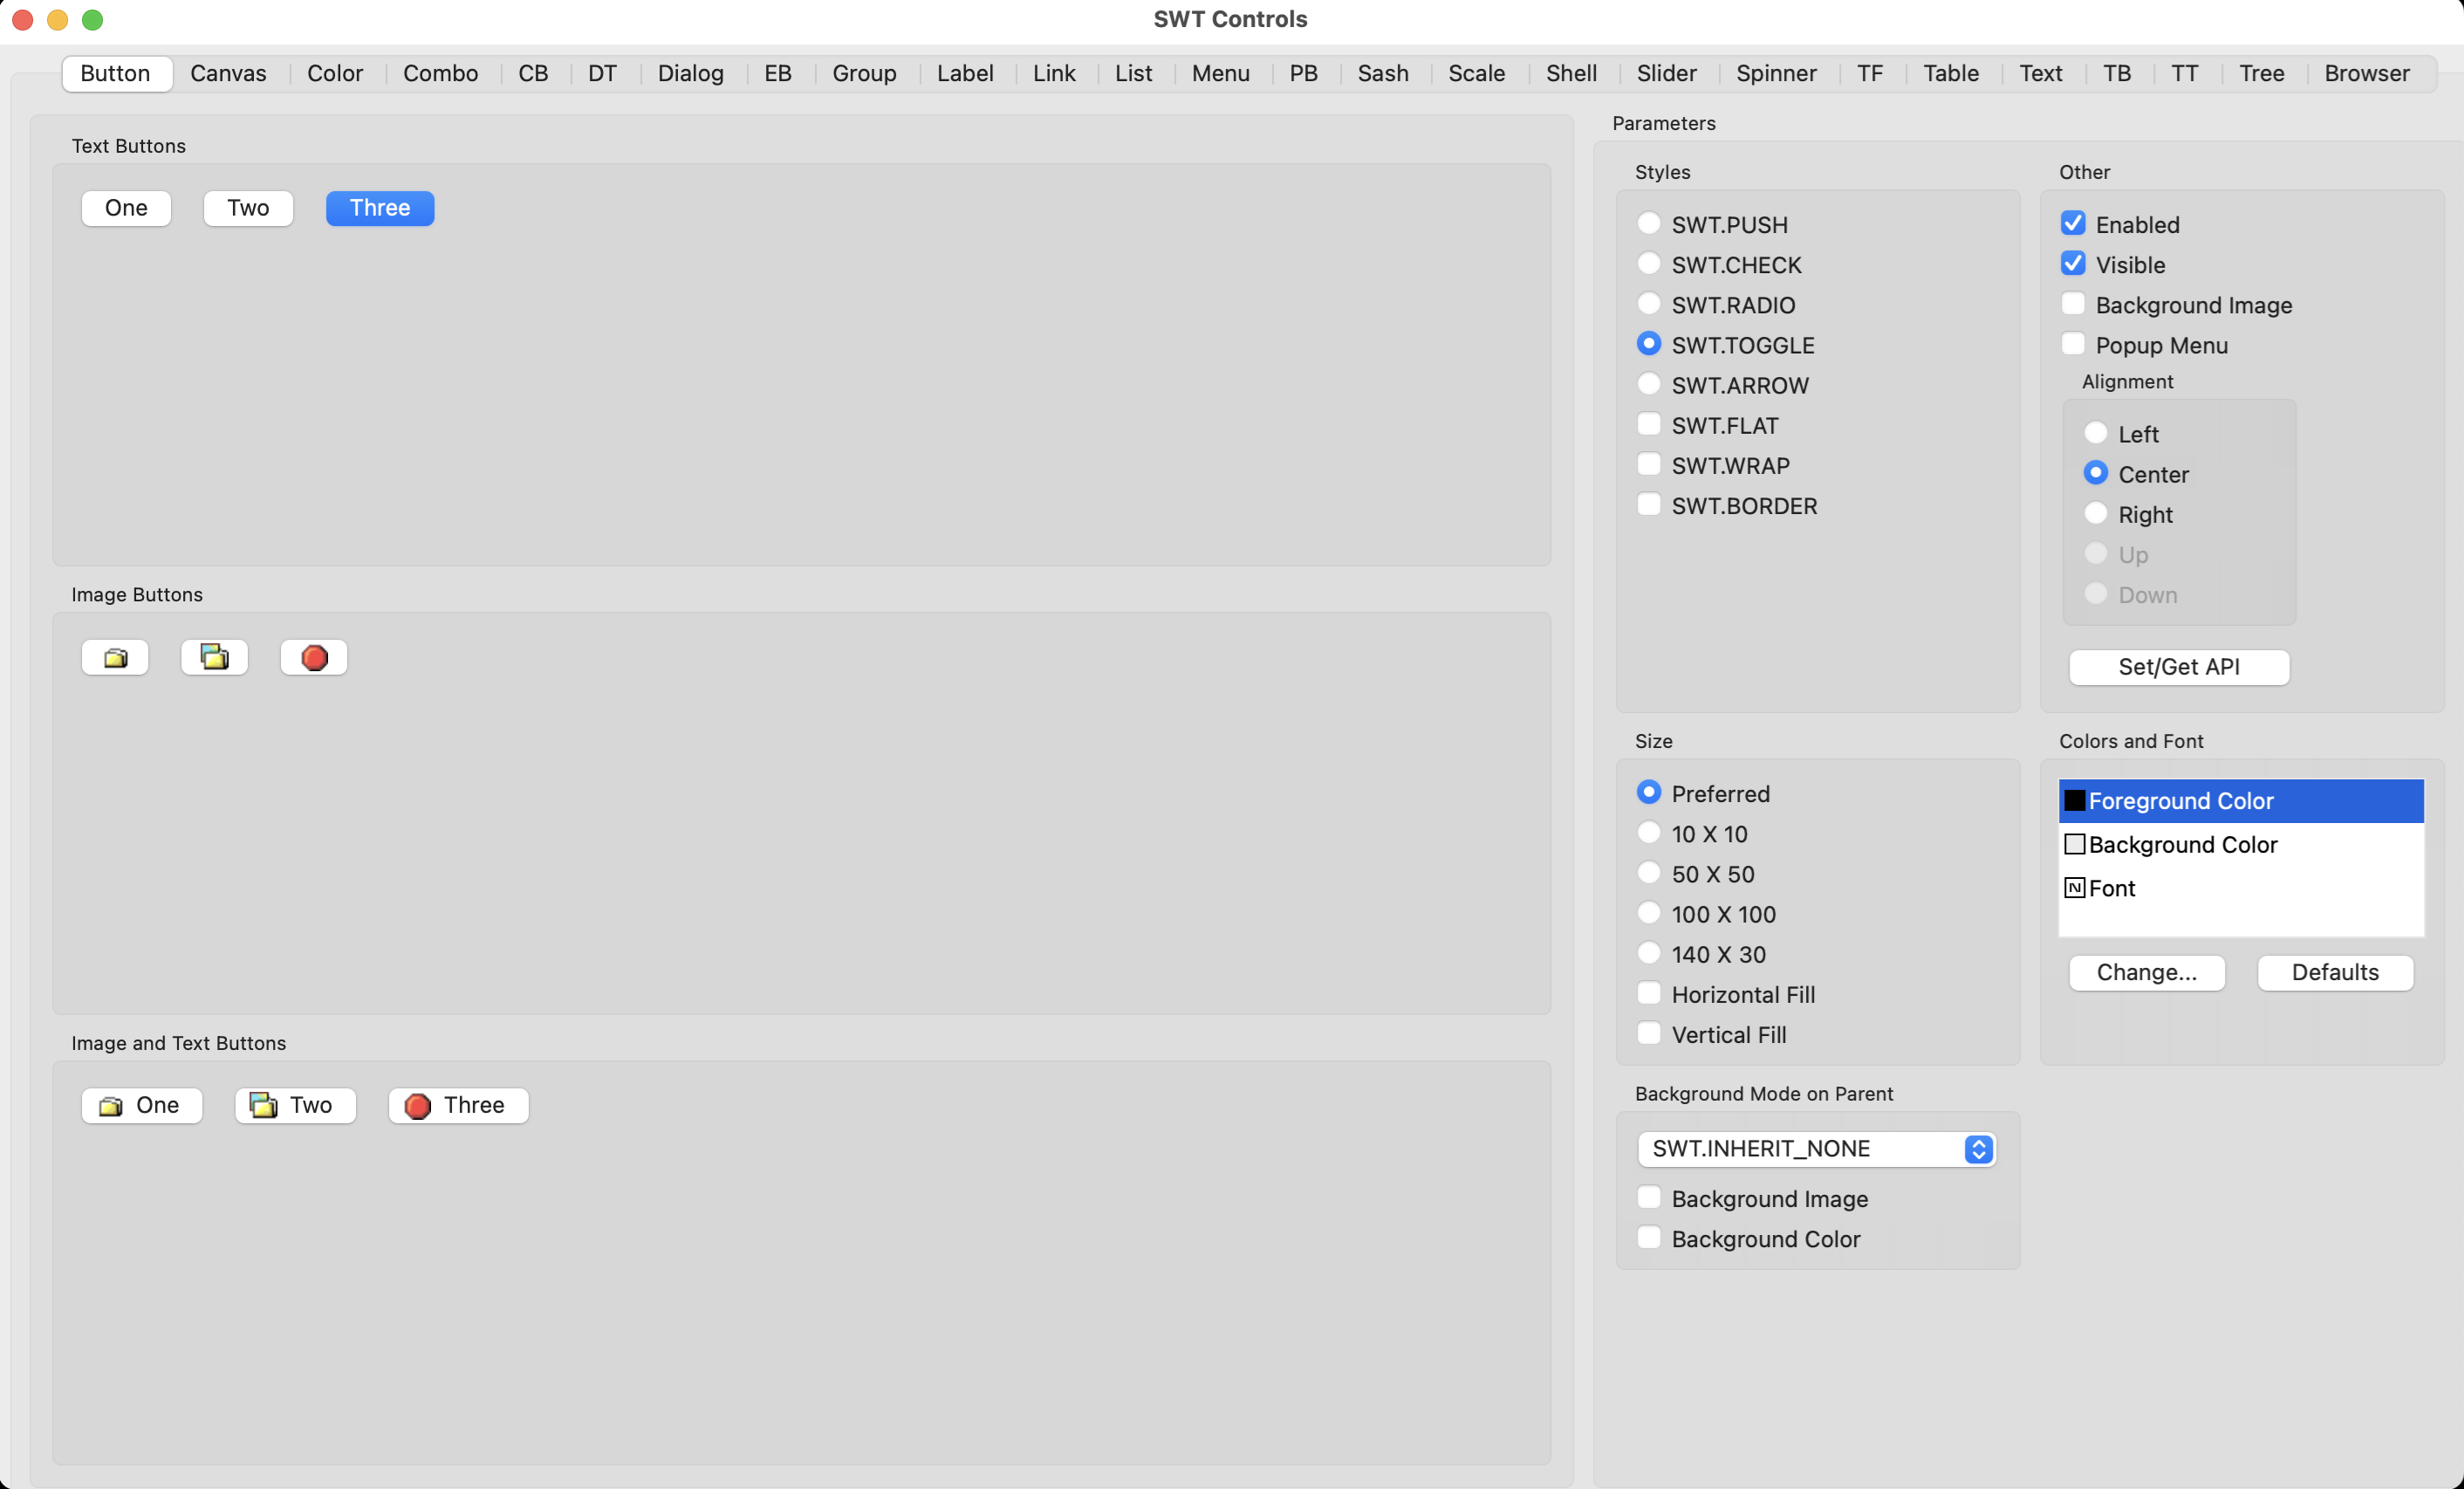 SWT Controls
Button Canvas Color Combo CB DT Dialog EB Group Label Link List Menu PB Sash Scale Shell Slider Spinner TF Table Text TB TT Tree Browser
Text Buttons
One Two Three
Image Buttons
Image and Text Buttons
One Two Three
Parameters
Styles
SWT.PUSH
SWT.CHECK
SWT.RADIO
SWT.TOGGLE
SWT.ARROW
SWT.FLAT
SWT.WRAP
SWT.BORDER
Other
Enabled
Visible
Background Image
Popup Menu
Alignment
Left
Center
Right
Up
Down
Set/Get API
Size
Preferred
10 X 10
50 X 50
100 X 100
140 X 30
Horizontal Fill
Vertical Fill
Colors and Font
Foreground Color
Background Color
N Font
Change... Defaults
Background Mode on Parent
SWT.INHERIT_NONE
Background Image
Background Color